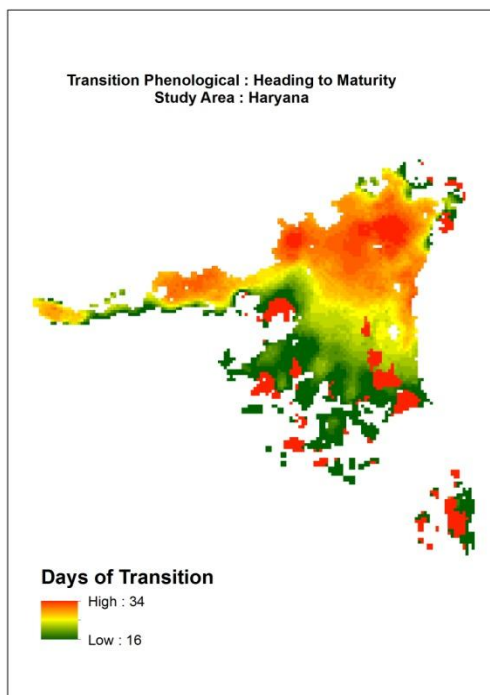 Transition Phenological : Heading to Maturity
Study Area : Haryana
Days of Transition
High : 34
Low : 16